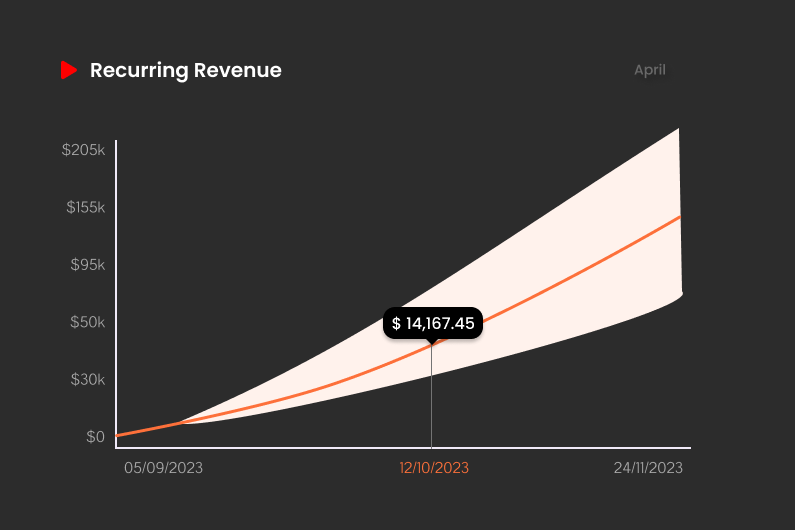 Recurring Revenue
April
$205k
$155k
$95k
$50k
$30k
$0
$ 14,167.45
05/09/2023
12/10/2023
24/11/2023